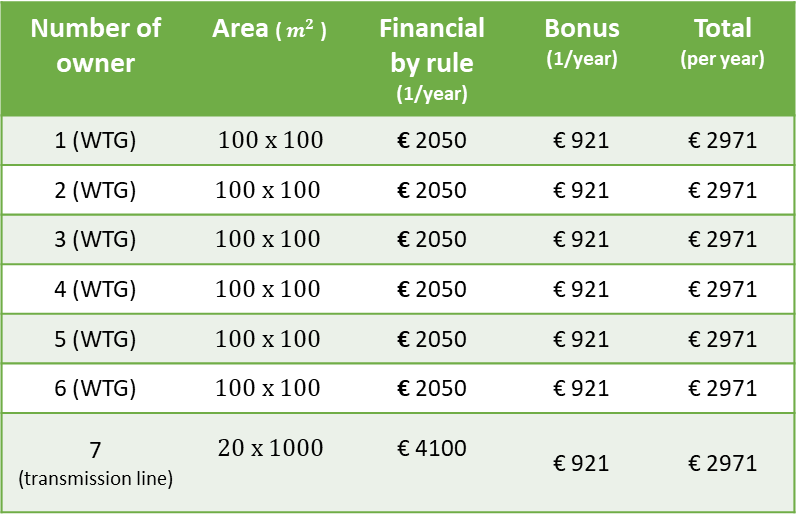 Number of owner Area ( m² ) Financial by rule (1/year) Bonus (1/year) Total (per year)
1 (WTG) 100 x 100 € 2050 € 921 € 2971
2 (WTG) 100 x 100 € 2050 € 921 € 2971
3 (WTG) 100 x 100 € 2050 € 921 € 2971
4 (WTG) 100 x 100 € 2050 € 921 € 2971
5 (WTG) 100 x 100 € 2050 € 921 € 2971
6 (WTG) 100 x 100 € 2050 € 921 € 2971
7 (transmission line) 20 x 1000 € 4100 € 921 € 2971